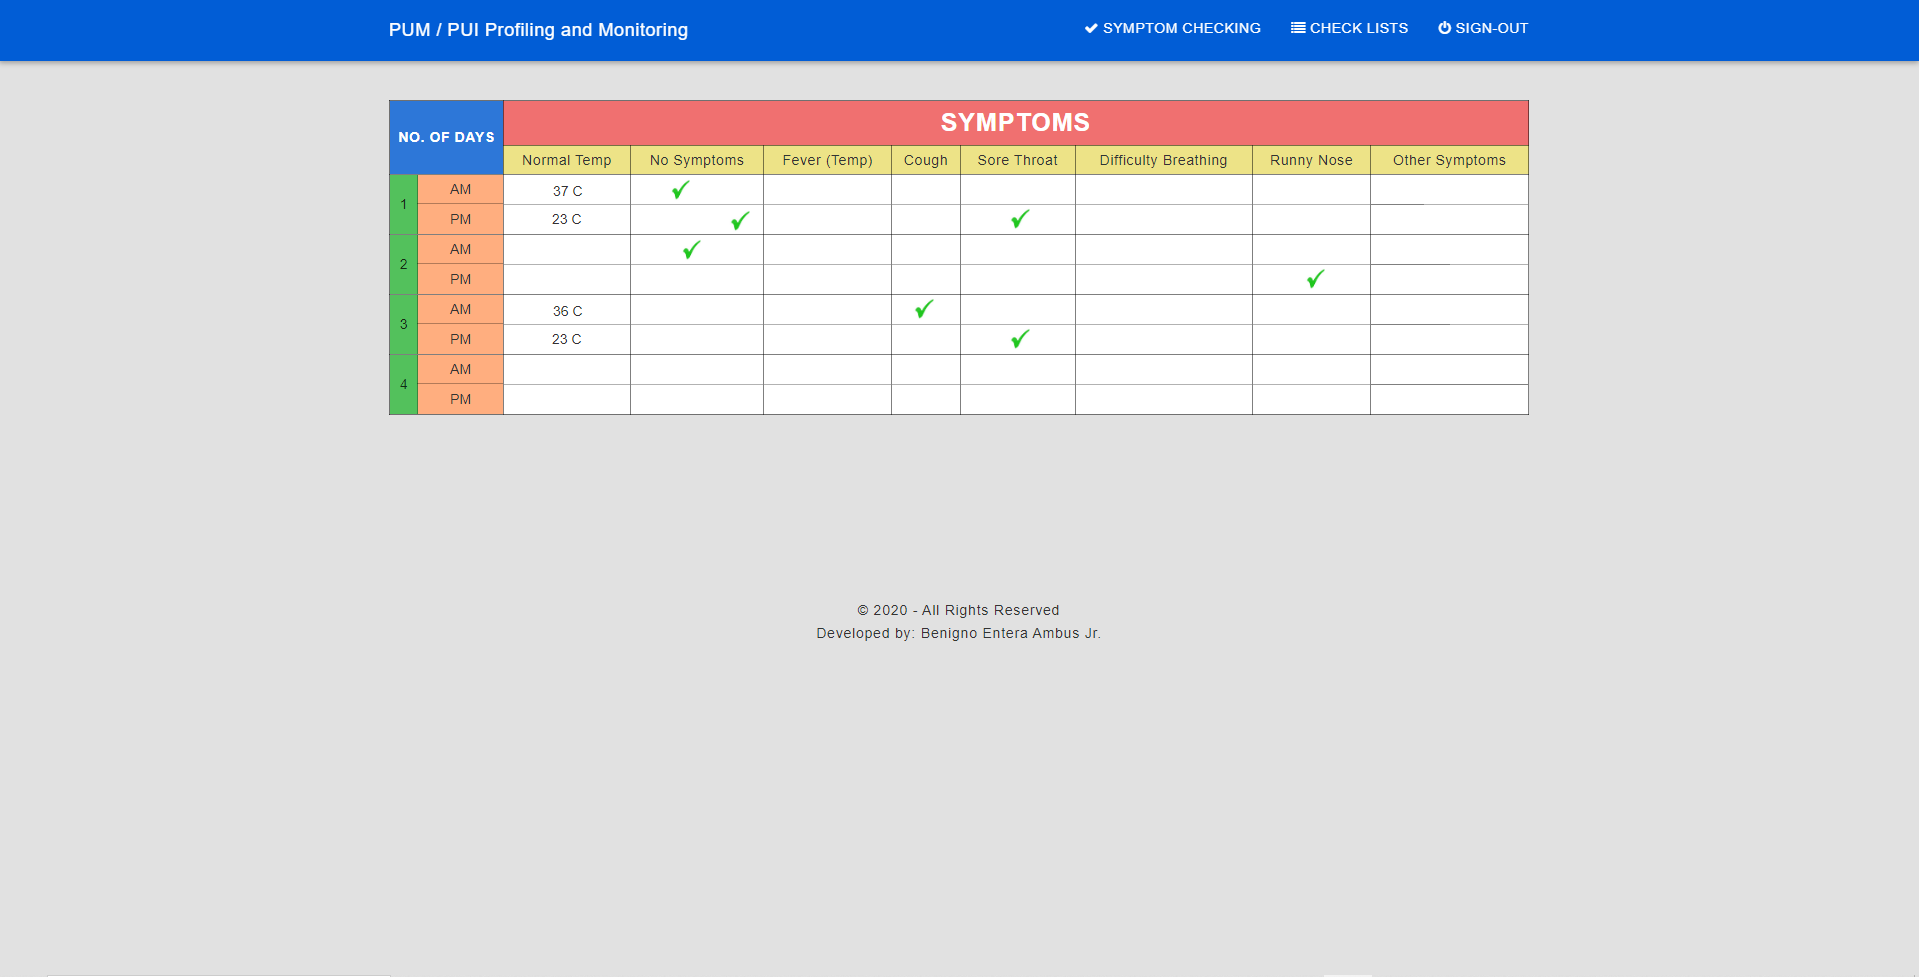 PUM / PUI Profiling and Monitoring
SYMPTOM CHECKING
CHECK LISTS
SIGN-OUT
NO. OF DAYS
SYMPTOMS
Normal Temp No Symptoms Fever (Temp) Cough Sore Throat Difficulty Breathing Runny Nose Other Symptoms
1
AM 37 C ✓
PM 23 C ✓ ✓
2
AM ✓
PM ✓
3
AM 36 C ✓
PM 23 C ✓
4
AM
PM
© 2020 - All Rights Reserved
Developed by: Benigno Entera Ambus Jr.